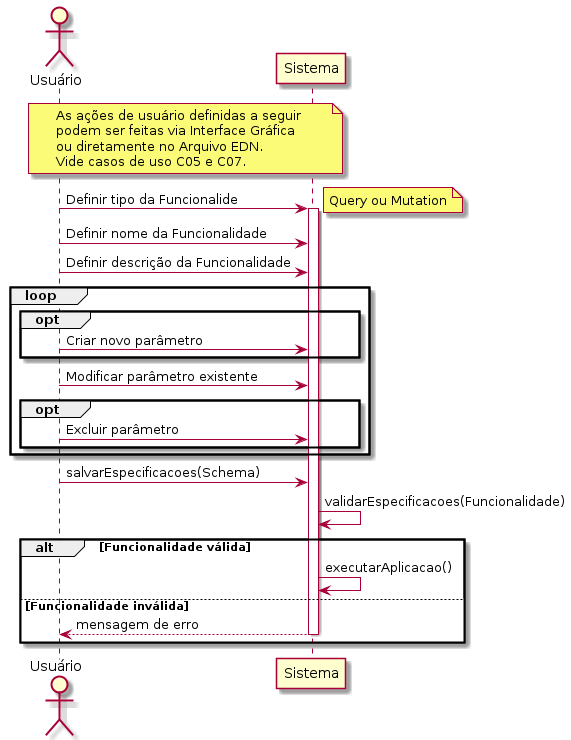 Usuário
Sistema
As ações de usuário definidas a seguir
podem ser feitas via Interface Gráfica
ou diretamente no Arquivo EDN.
Vide casos de uso C05 e C07.
Definir tipo da Funcionalide
Query ou Mutation
Definir nome da Funcionalidade
Definir descrição da Funcionalidade
loop
opt
Criar novo parâmetro
Modificar parâmetro existente
opt
Excluir parâmetro
salvarEspecificacoes(Schema)
validarEspecificacoes(Funcionalidade)
alt [Funcionalidade válida]
executarAplicacao()
[Funcionalidade inválida]
mensagem de erro
Usuário
Sistema